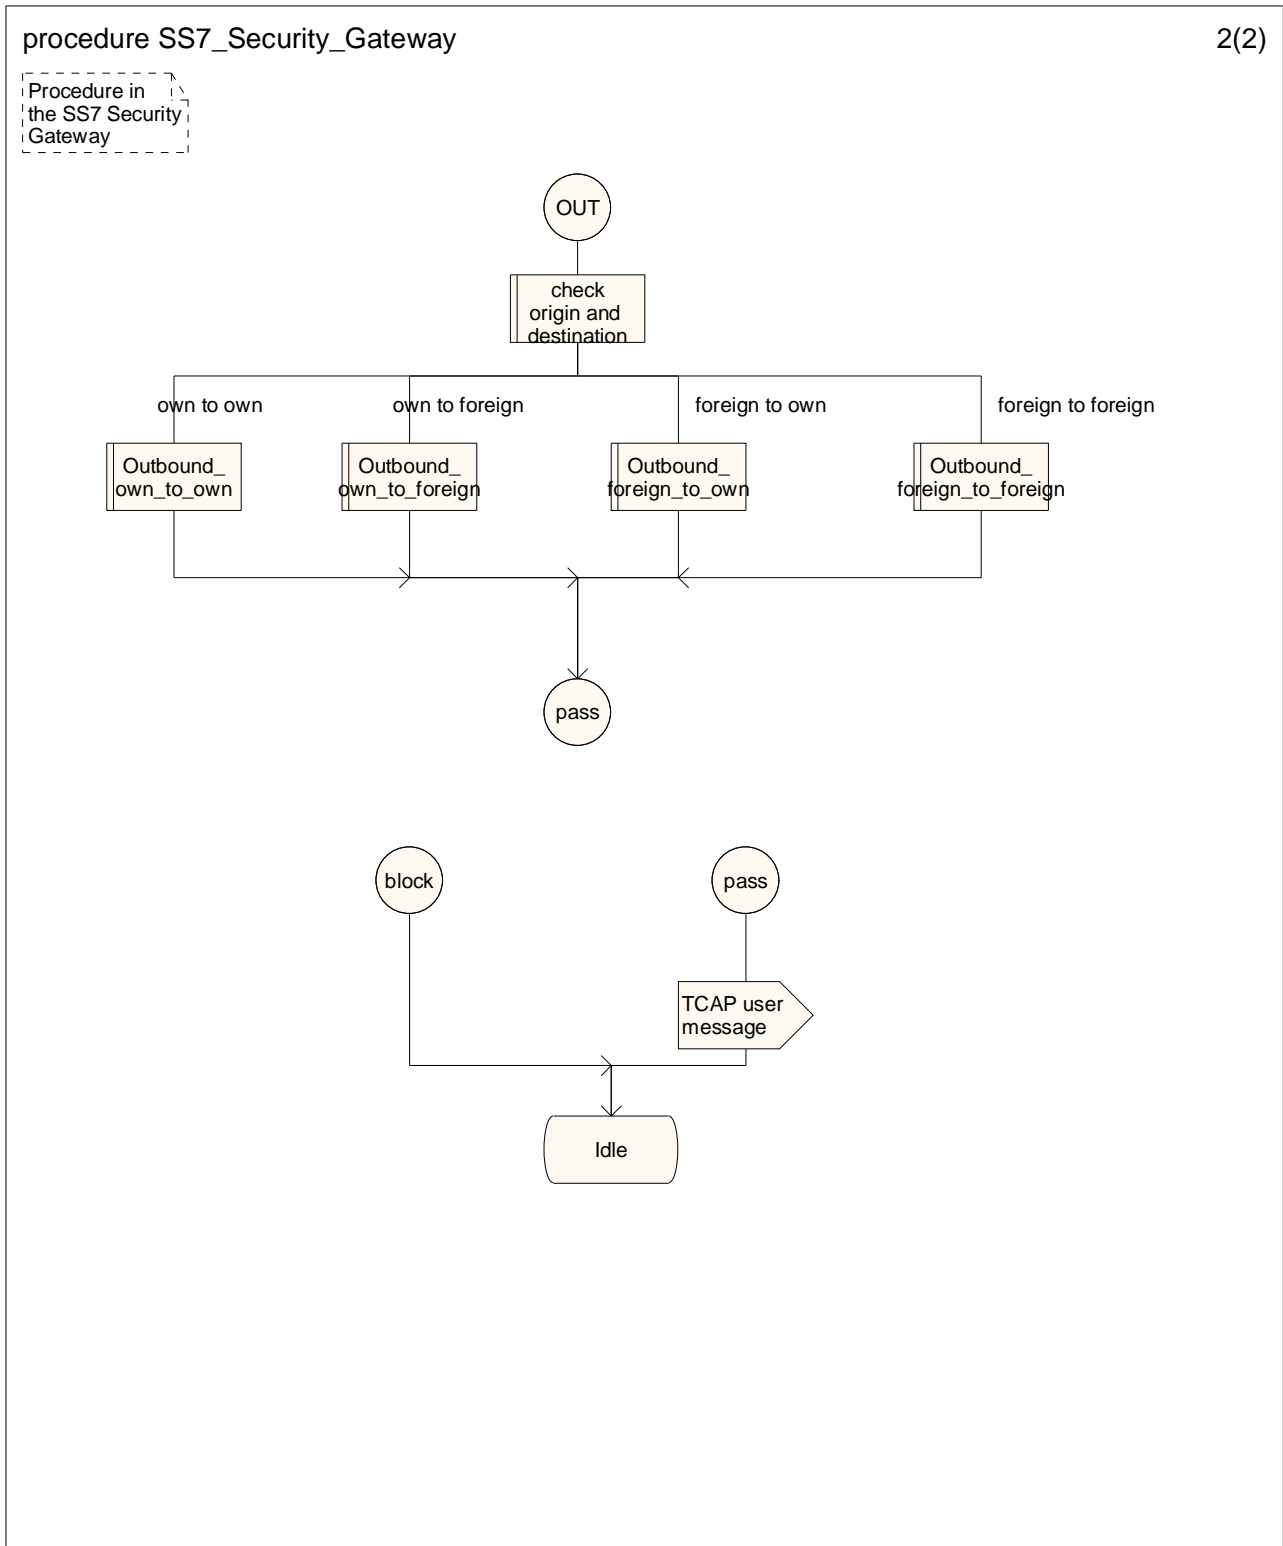 procedure SS7_Security_Gateway
2(2)
Procedure in
the SS7 Security
Gateway
OUT
check
origin and
destination
own to own
own to foreign
foreign to own
foreign to foreign
Outbound_
own_to_own
Outbound_
own_to_foreign
Outbound_
foreign_to_own
Outbound_
foreign_to_foreign
pass
block
pass
TCAP user
message
Idle